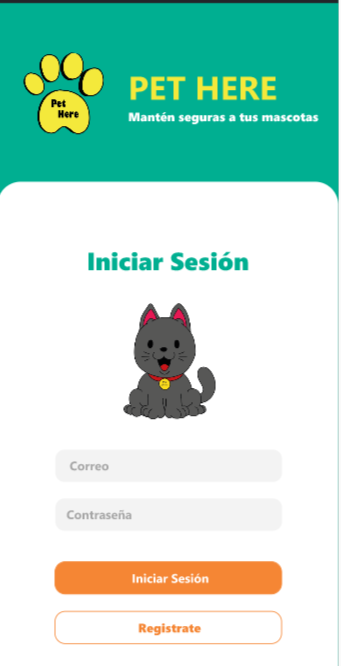 Pet
Here
PET HERE
Mantén seguras a tus mascotas
Iniciar Sesión
Correo
Contraseña
Iniciar Sesión
Registrate